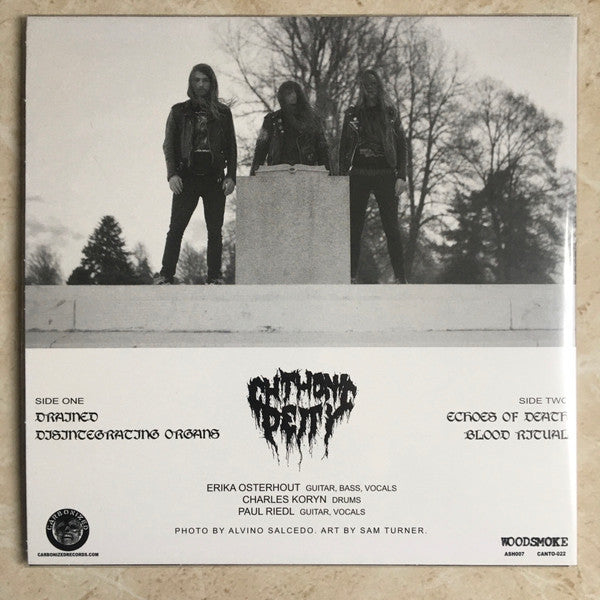 SIDE ONE
DRAINED
DISINTEGRATING ORGANS
CHTHONIC
DEITY
SIDE TWO
ECHOES OF DEATH
BLOOD RITUAL
ERIKA OSTERHOUT GUITAR, BASS, VOCALS
CHARLES KORYN DRUMS
PAUL RIEDL GUITAR, VOCALS
PHOTO BY ALVINO SALCEDO. ART BY SAM TURNER.
CARBONIZED
CARBONIZEDRECORDS.COM
WOODSMOKE
ASH007 CANTO-022